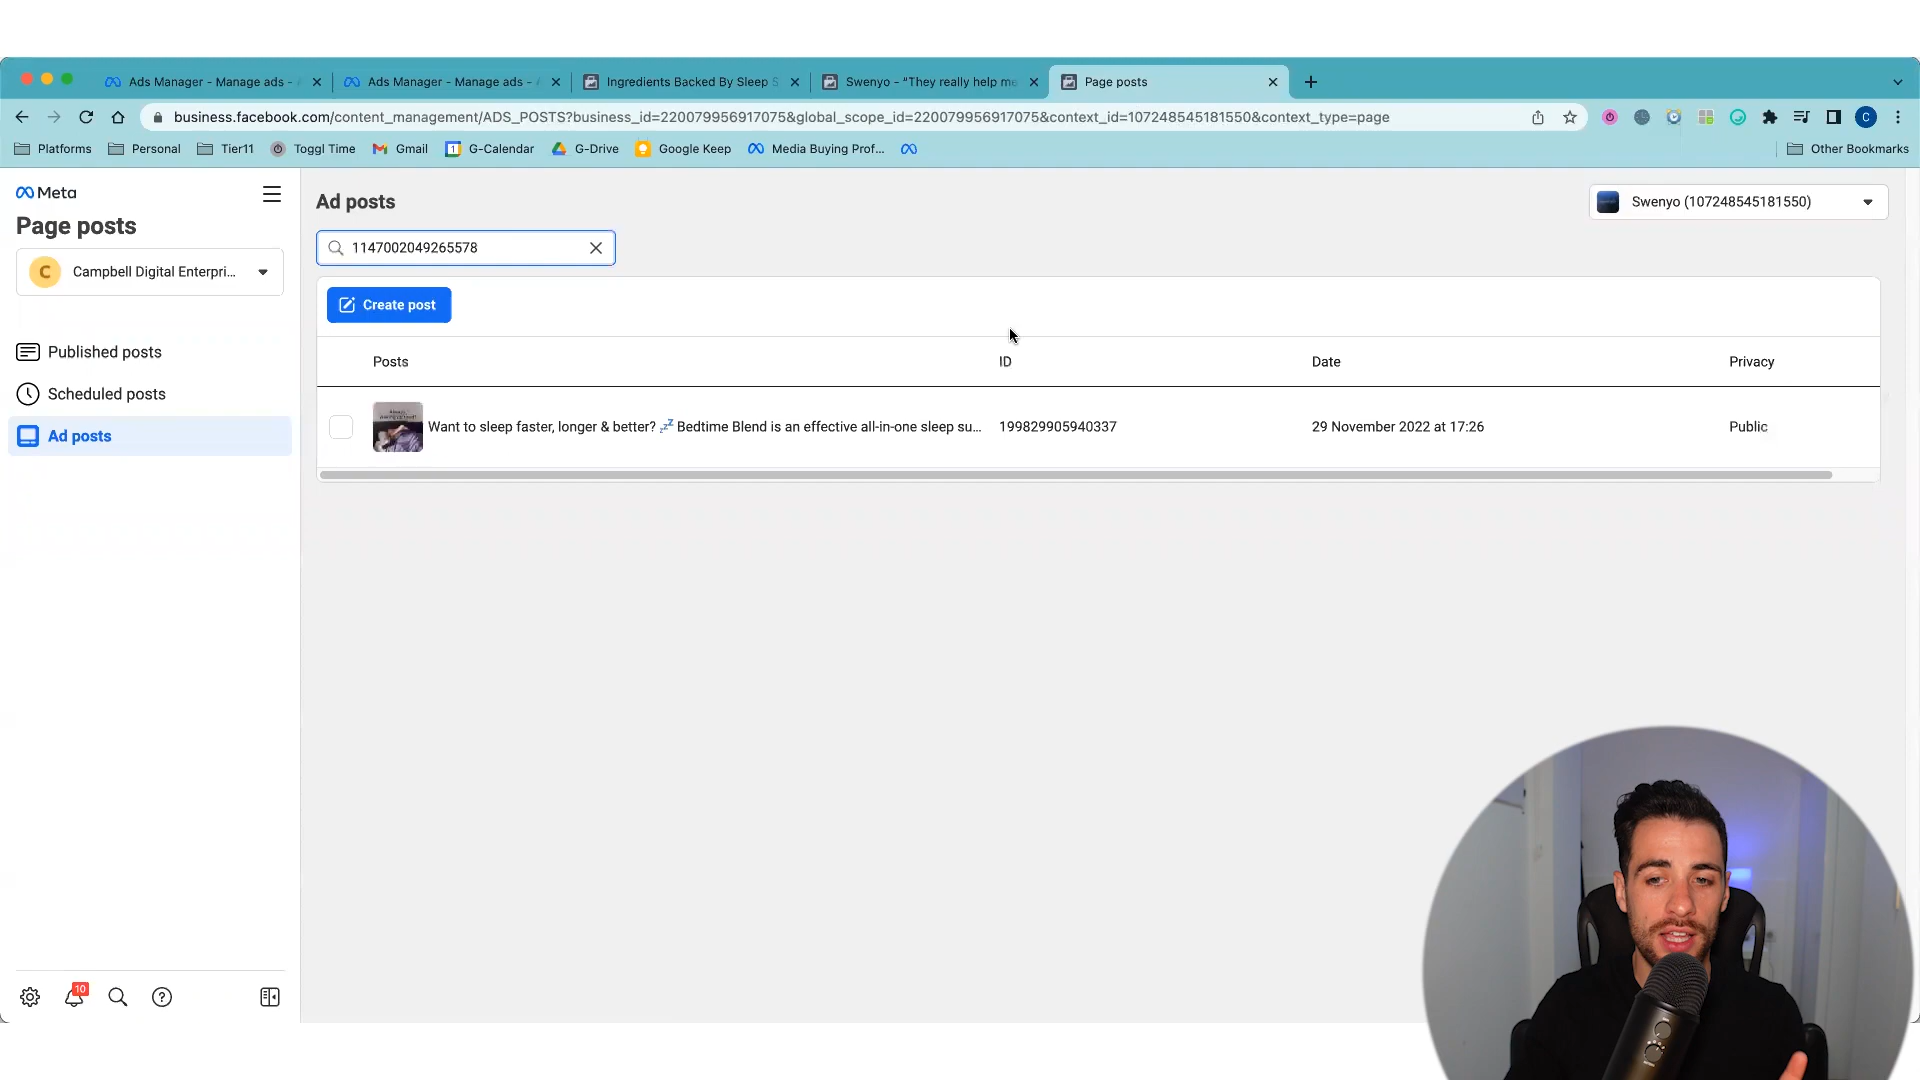 Ads Manager - Manage ads -
Ads Manager - Manage ads -
Ingredients Backed By Sleep S
Swenyo - “They really help me
Page posts
business.facebook.com/content_management/ADS_POSTS?business_id=220079956917075&global_scope_id=220079956917075&context_id=107248545181550&context_type=page
C
Platforms
Personal
Tier11
Toggl Time
Gmail
1
G-Calendar
G-Drive
Google Keep
Media Buying Prof...
Other Bookmarks
Meta
Page posts
C
Campbell Digital Enterpri...
Published posts
Scheduled posts
Ad posts
10
Ad posts
Swenyo (107248545181550)
1147002049265578
Create post
Posts ID Date Privacy
Want to sleep faster, longer & better? 💤 Bedtime Blend is an effective all-in-one sleep su... 199829905940337 29 November 2022 at 17:26 Public